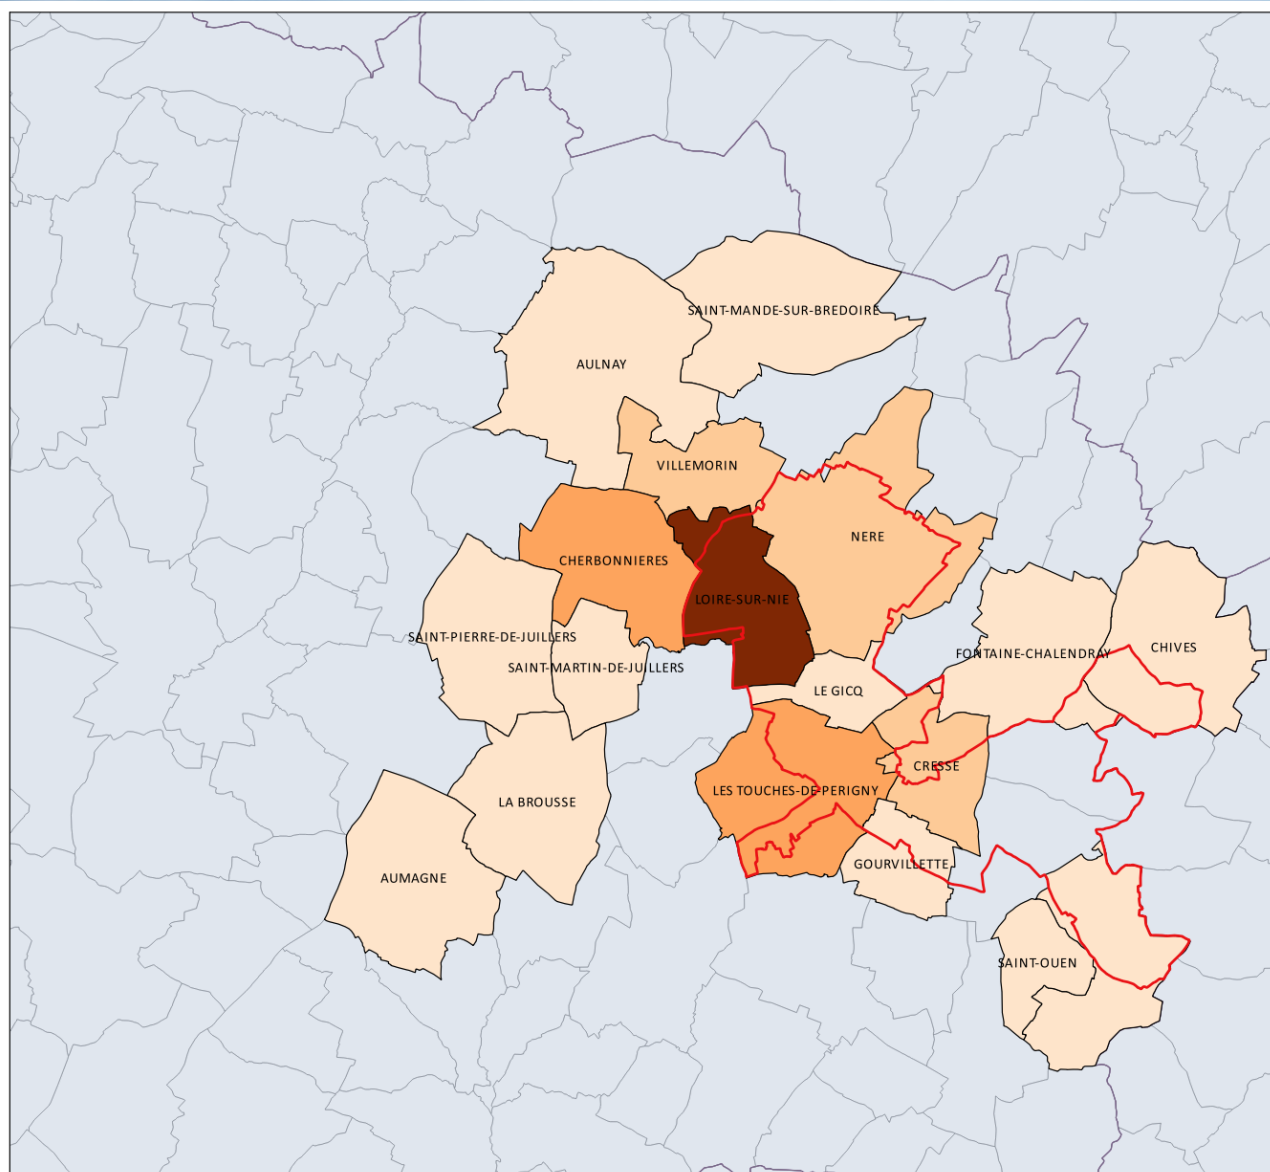 SAINT-MANDE-SUR-BREDOIRE
AULNAY
VILLEMORIN
NERE
CHERBONNIERES
LOIRE-SUR-NIE
SAINT-PIERRE-DE-JUILLERS
SAINT-MARTIN-DE-JUILLERS
FONTAINE-CHALENDRAY
CHIVES
LE GICQ
CRESSE
LES TOUCHES-DE-PERIGNY
LA BROUSSE
GOURVILLETTE
AUMAGNE
SAINT-OUEN